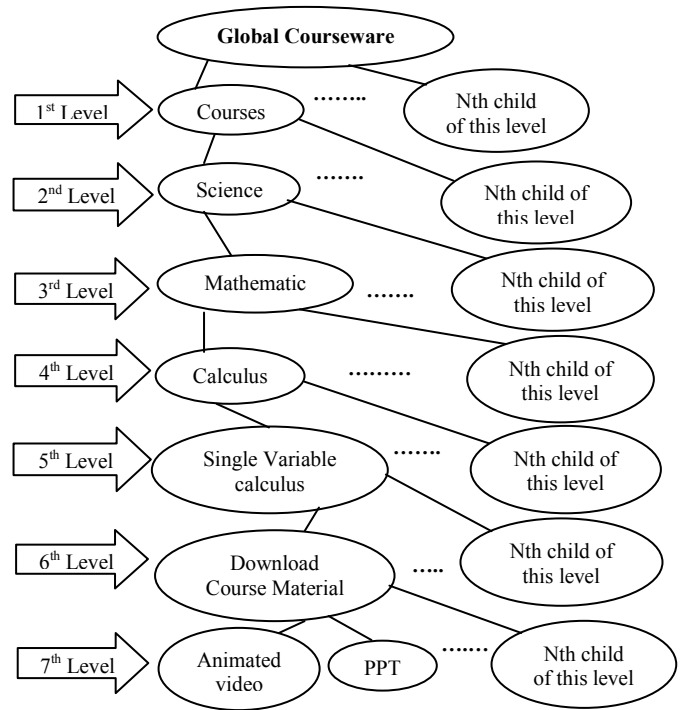 Global Courseware
1st Level
Courses
........
Nth child
of this level
2nd Level
Science
.......
Nth child of
this level
3rd Level
Mathematic
.......
Nth child of
this level
4th Level
Calculus
.........
Nth child of
this level
5th Level
Single Variable
calculus
.......
Nth child of
this level
6th Level
Download
Course Material
.....
Nth child of
this level
7th Level
Animated
video
PPT
.......
Nth child
of this level